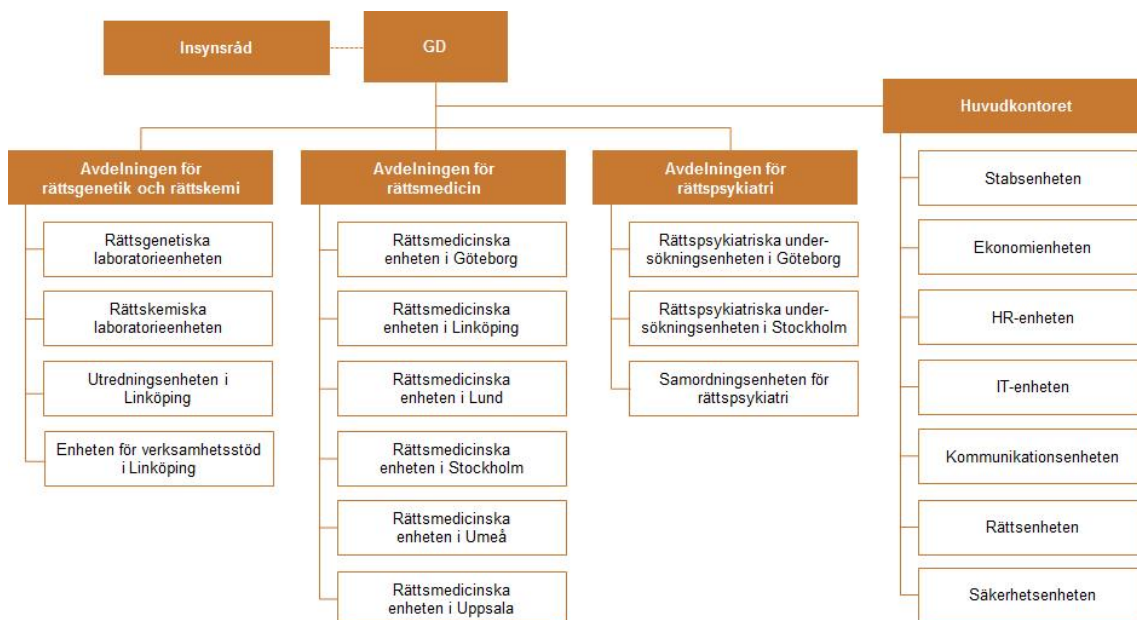 Insynsråd
GD
Huvudkontoret
Avdelningen för
rättsgenetik och rättskemi
Rättsgenetiska
laboratorieenheten
Rättskemiska
laboratorieenheten
Utredningsenheten i
Linköping
Enheten för verksamhetsstöd
i Linköping
Avdelningen för
rättsmedicin
Rättsmedicinska
enheten i Göteborg
Rättsmedicinska
enheten i Linköping
Rättsmedicinska
enheten i Lund
Rättsmedicinska
enheten i Stockholm
Rättsmedicinska
enheten i Umeå
Rättsmedicinska
enheten i Uppsala
Avdelningen för
rättspsykiatri
Rättspsykiatriska under-
sökningsenheten i Göteborg
Rättspsykiatriska under-
sökningsenheten i Stockholm
Samordningsenheten för
rättspsykiatri
Stabsenheten
Ekonomienheten
HR-enheten
IT-enheten
Kommunikationsenheten
Rättsenheten
Säkerhetsenheten